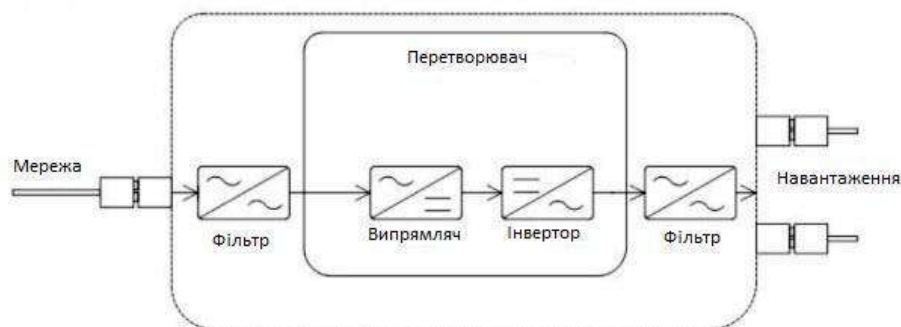 Перетворювач
Мережа
Навантаження
Фільтр
Випрямляч
Інвертор
Фільтр